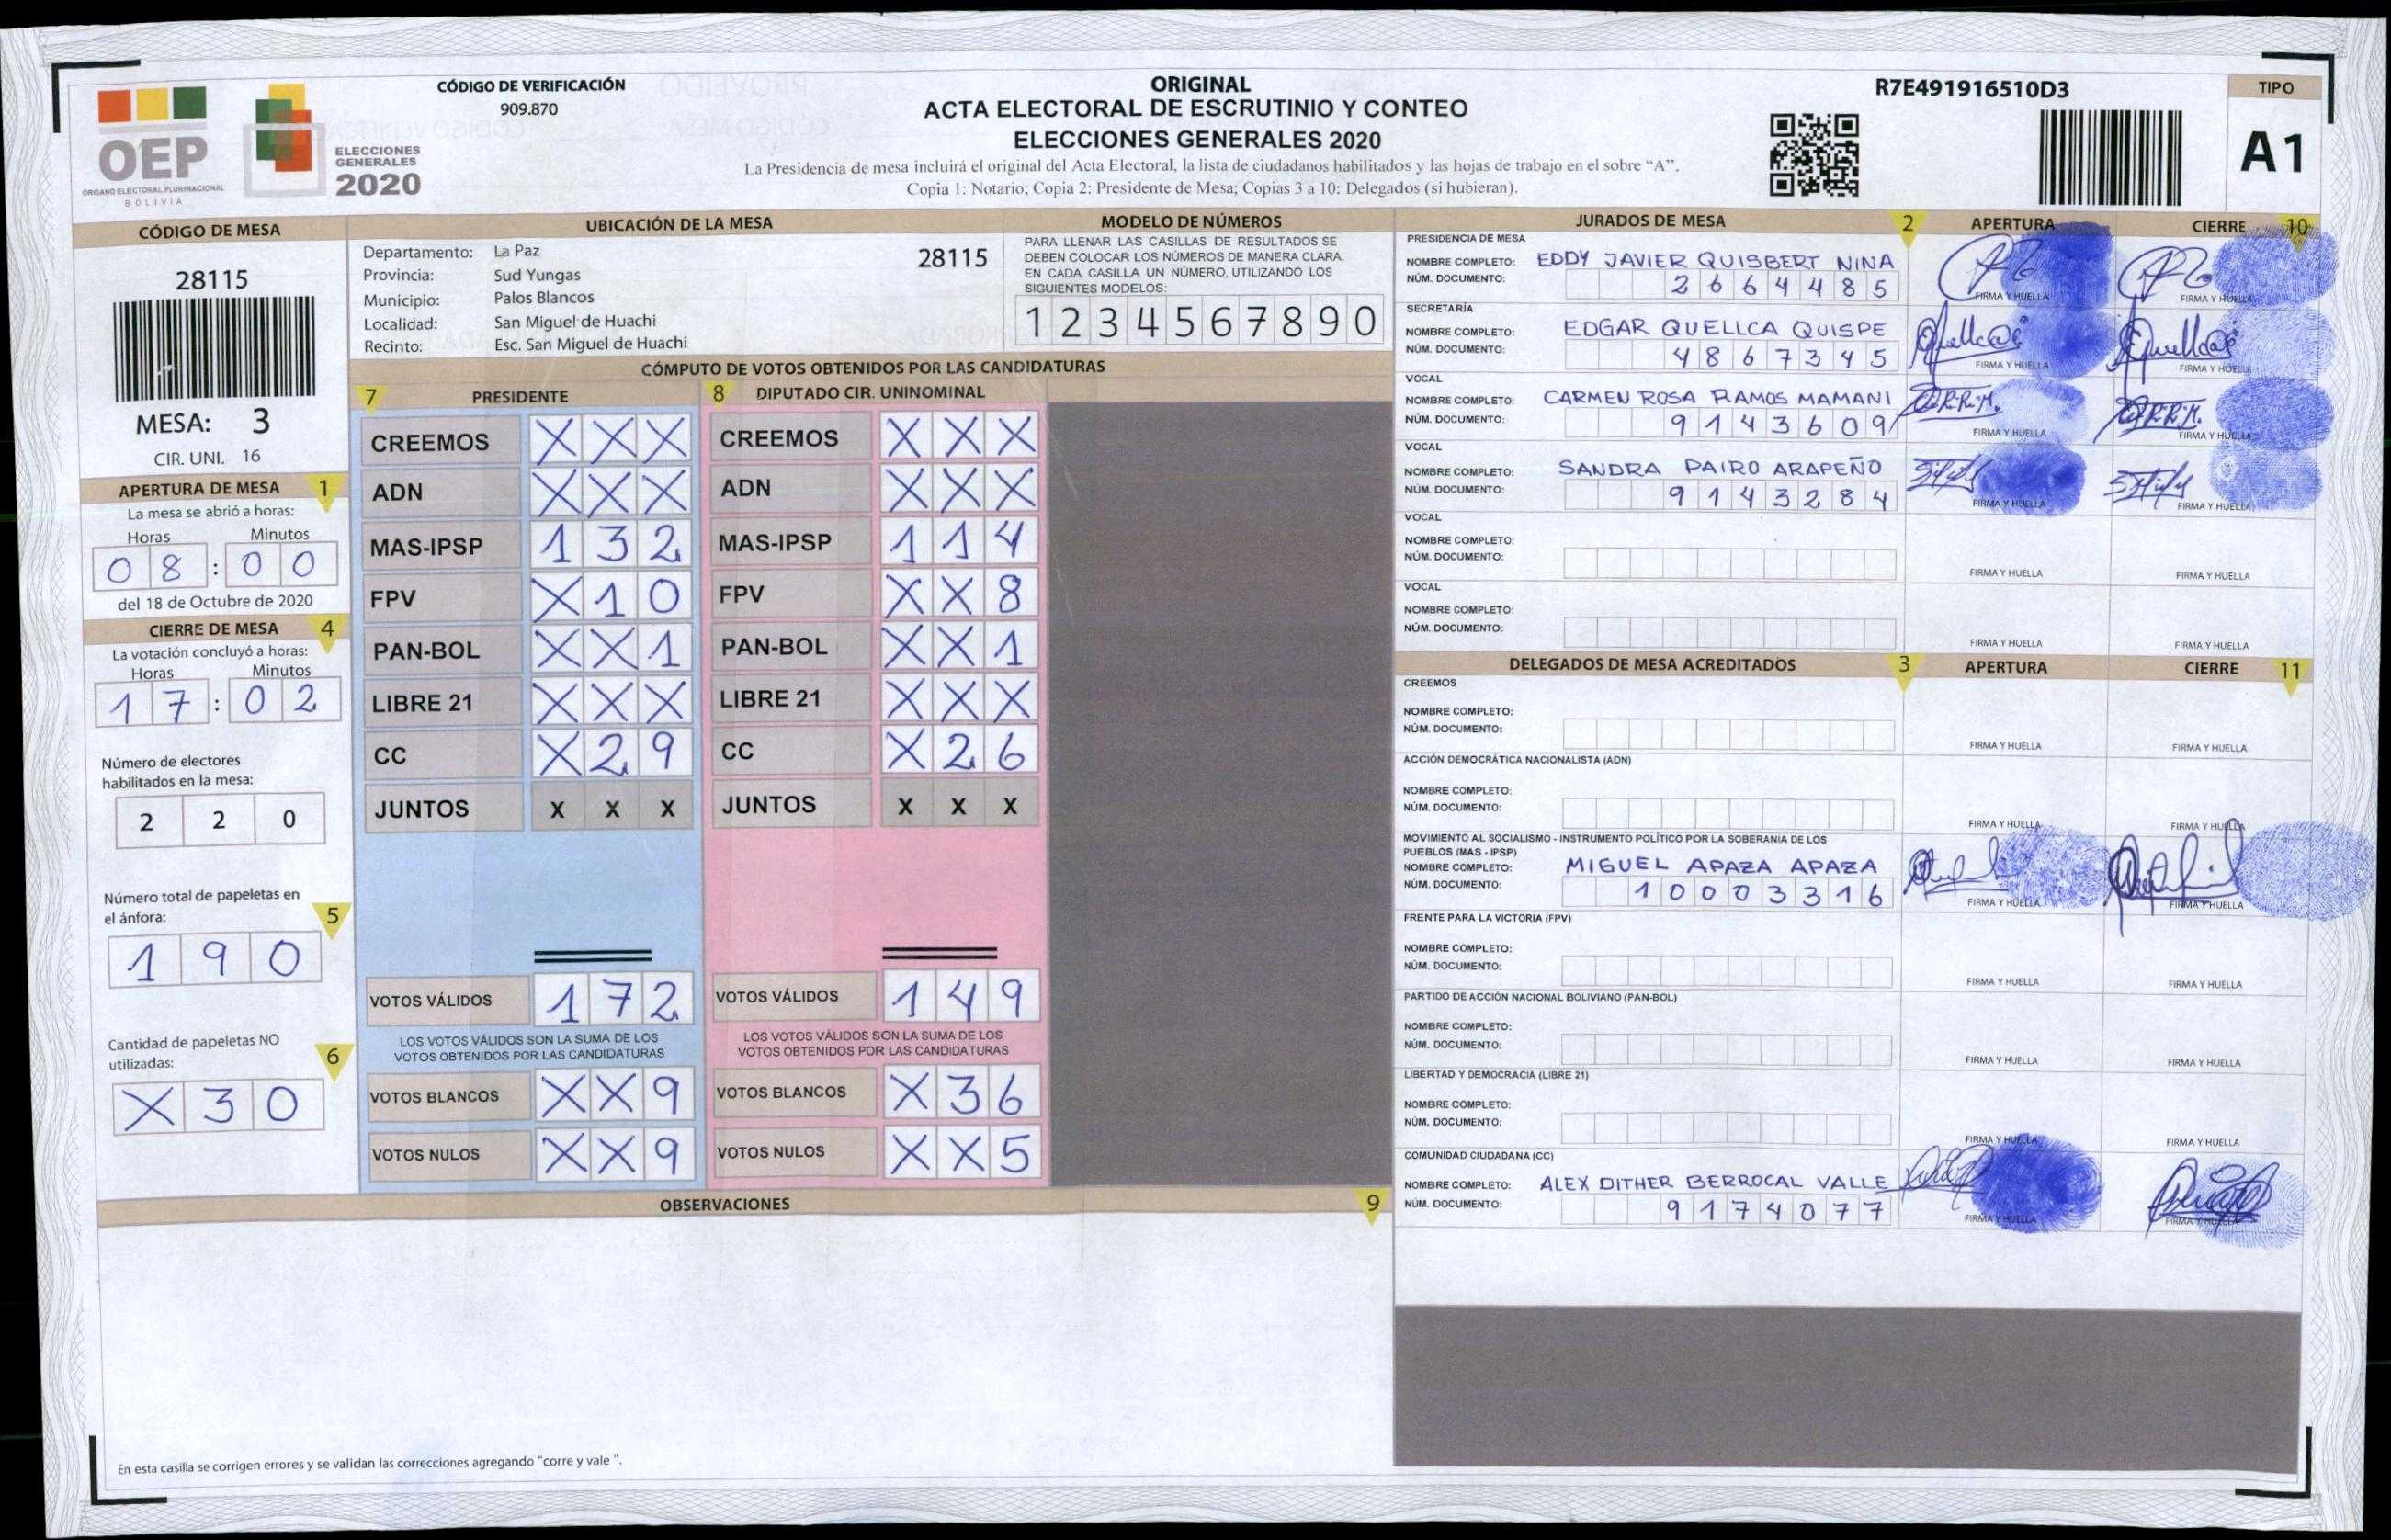 CÓDIGO DE VERIFICACIÓN
909.870
OEP
ÓRGANO ELECTORAL PLURINACIONAL
BOLIVIA
ELECCIONES
GENERALES
2020
ORIGINAL
ACTA ELECTORAL DE ESCRUTINIO Y CONTEO
ELECCIONES GENERALES 2020
La Presidencia de mesa incluirá el original del Acta Electoral, la lista de ciudadanos habilitados y las hojas de trabajo en el sobre “A”.
Copia 1: Notario; Copia 2: Presidente de Mesa; Copias 3 a 10: Delegados (si hubieran).
R7E491916510D3
TIPO
A1
CÓDIGO DE MESA
28115
MESA: 3
CIR. UNI. 16
APERTURA DE MESA 1
La mesa se abrió a horas:
Horas Minutos
0 8 : 0 0
del 18 de Octubre de 2020
CIERRE DE MESA 4
La votación concluyó a horas:
Horas Minutos
1 7 : 0 2
Número de electores
habilitados en la mesa:
2 2 0
Número total de papeletas en
el ánfora: 5
1 9 0
Cantidad de papeletas NO
utilizadas: 6
X 3 0
UBICACIÓN DE LA MESA
Departamento: La Paz 28115
Provincia: Sud Yungas
Municipio: Palos Blancos
Localidad: San Miguel de Huachi
Recinto: Esc. San Miguel de Huachi
MODELO DE NÚMEROS
PARA LLENAR LAS CASILLAS DE RESULTADOS SE
DEBEN COLOCAR LOS NÚMEROS DE MANERA CLARA.
EN CADA CASILLA UN NÚMERO, UTILIZANDO LOS
SIGUIENTES MODELOS:
1 2 3 4 5 6 7 8 9 0
CÓMPUTO DE VOTOS OBTENIDOS POR LAS CANDIDATURAS
7 PRESIDENTE
CREEMOS X X X
ADN X X X
MAS-IPSP 1 3 2
FPV X 1 0
PAN-BOL X X 1
LIBRE 21 X X X
CC X 2 9
JUNTOS X X X
VOTOS VÁLIDOS 1 7 2
LOS VOTOS VÁLIDOS SON LA SUMA DE LOS
VOTOS OBTENIDOS POR LAS CANDIDATURAS
VOTOS BLANCOS X X 9
VOTOS NULOS X X 9
8 DIPUTADO CIR. UNINOMINAL
CREEMOS X X X
ADN X X X
MAS-IPSP 1 1 4
FPV X X 8
PAN-BOL X X 1
LIBRE 21 X X X
CC X 2 6
JUNTOS X X X
VOTOS VÁLIDOS 1 4 9
LOS VOTOS VÁLIDOS SON LA SUMA DE LOS
VOTOS OBTENIDOS POR LAS CANDIDATURAS
VOTOS BLANCOS X 3 6
VOTOS NULOS X X 5
OBSERVACIONES 9
En esta casilla se corrigen errores y se validan las correcciones agregando "corre y vale ".
JURADOS DE MESA 2 APERTURA CIERRE 10
PRESIDENCIA DE MESA
NOMBRE COMPLETO: EDDY JAVIER QUISBERT NINA
NÚM. DOCUMENTO: 2 6 6 4 4 8 5
FIRMA Y HUELLA FIRMA Y HUELLA
SECRETARÍA
NOMBRE COMPLETO: EDGAR QUELLCA QUISPE
NÚM. DOCUMENTO: 4 8 6 7 3 4 5
FIRMA Y HUELLA FIRMA Y HUELLA
VOCAL
NOMBRE COMPLETO: CARMEN ROSA RAMOS MAMANI
NÚM. DOCUMENTO: 9 1 4 3 6 0 9
FIRMA Y HUELLA FIRMA Y HUELLA
VOCAL
NOMBRE COMPLETO: SANDRA PAIRO ARAPEÑO
NÚM. DOCUMENTO: 9 1 4 3 2 8 4
FIRMA Y HUELLA FIRMA Y HUELLA
VOCAL
NOMBRE COMPLETO:
NÚM. DOCUMENTO:
FIRMA Y HUELLA FIRMA Y HUELLA
VOCAL
NOMBRE COMPLETO:
NÚM. DOCUMENTO:
FIRMA Y HUELLA FIRMA Y HUELLA
DELEGADOS DE MESA ACREDITADOS 3 APERTURA CIERRE 11
CREEMOS
NOMBRE COMPLETO:
NÚM. DOCUMENTO:
FIRMA Y HUELLA FIRMA Y HUELLA
ACCIÓN DEMOCRÁTICA NACIONALISTA (ADN)
NOMBRE COMPLETO:
NÚM. DOCUMENTO:
FIRMA Y HUELLA FIRMA Y HUELLA
MOVIMIENTO AL SOCIALISMO - INSTRUMENTO POLÍTICO POR LA SOBERANIA DE LOS
PUEBLOS (MAS - IPSP)
NOMBRE COMPLETO: MIGUEL APAZA APAZA
NÚM. DOCUMENTO: 1 0 0 0 3 3 1 6
FIRMA Y HUELLA FIRMA Y HUELLA
FRENTE PARA LA VICTORIA (FPV)
NOMBRE COMPLETO:
NÚM. DOCUMENTO:
FIRMA Y HUELLA FIRMA Y HUELLA
PARTIDO DE ACCIÓN NACIONAL BOLIVIANO (PAN-BOL)
NOMBRE COMPLETO:
NÚM. DOCUMENTO:
FIRMA Y HUELLA FIRMA Y HUELLA
LIBERTAD Y DEMOCRACIA (LIBRE 21)
NOMBRE COMPLETO:
NÚM. DOCUMENTO:
FIRMA Y HUELLA FIRMA Y HUELLA
COMUNIDAD CIUDADANA (CC)
NOMBRE COMPLETO: ALEX DITHER BERROCAL VALLE
NÚM. DOCUMENTO: 9 1 7 4 0 7 7
FIRMA Y HUELLA FIRMA Y HUELLA